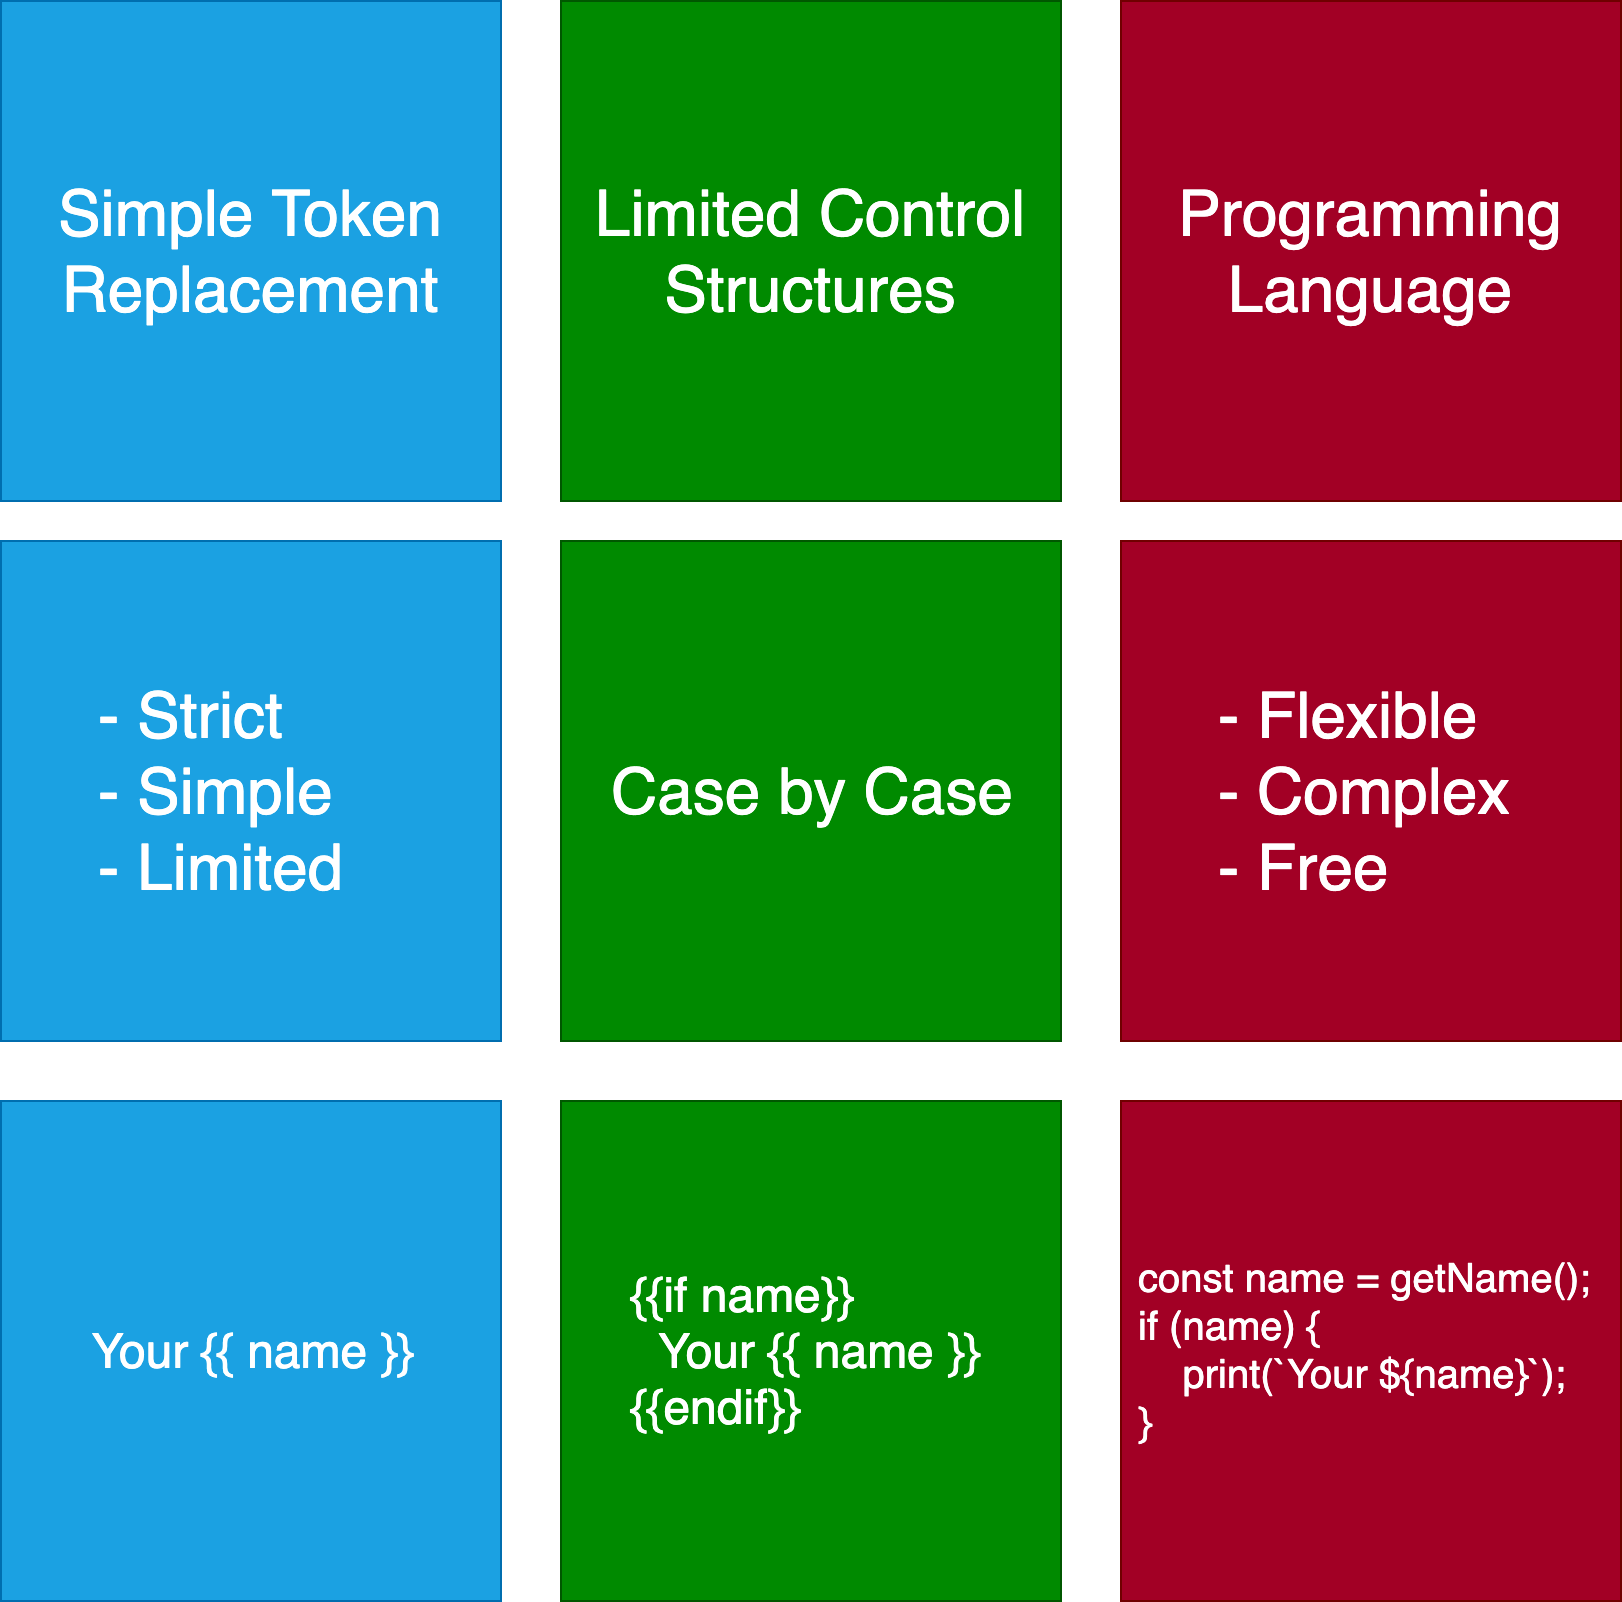 Simple Token
Replacement
Limited Control
Structures
Programming
Language
- Strict
- Simple
- Limited
Case by Case
- Flexible
- Complex
- Free
Your {{ name }}
{{if name}}
Your {{ name }}
{{endif}}
const name = getName();
if (name) {
print(`Your ${name}`);
}